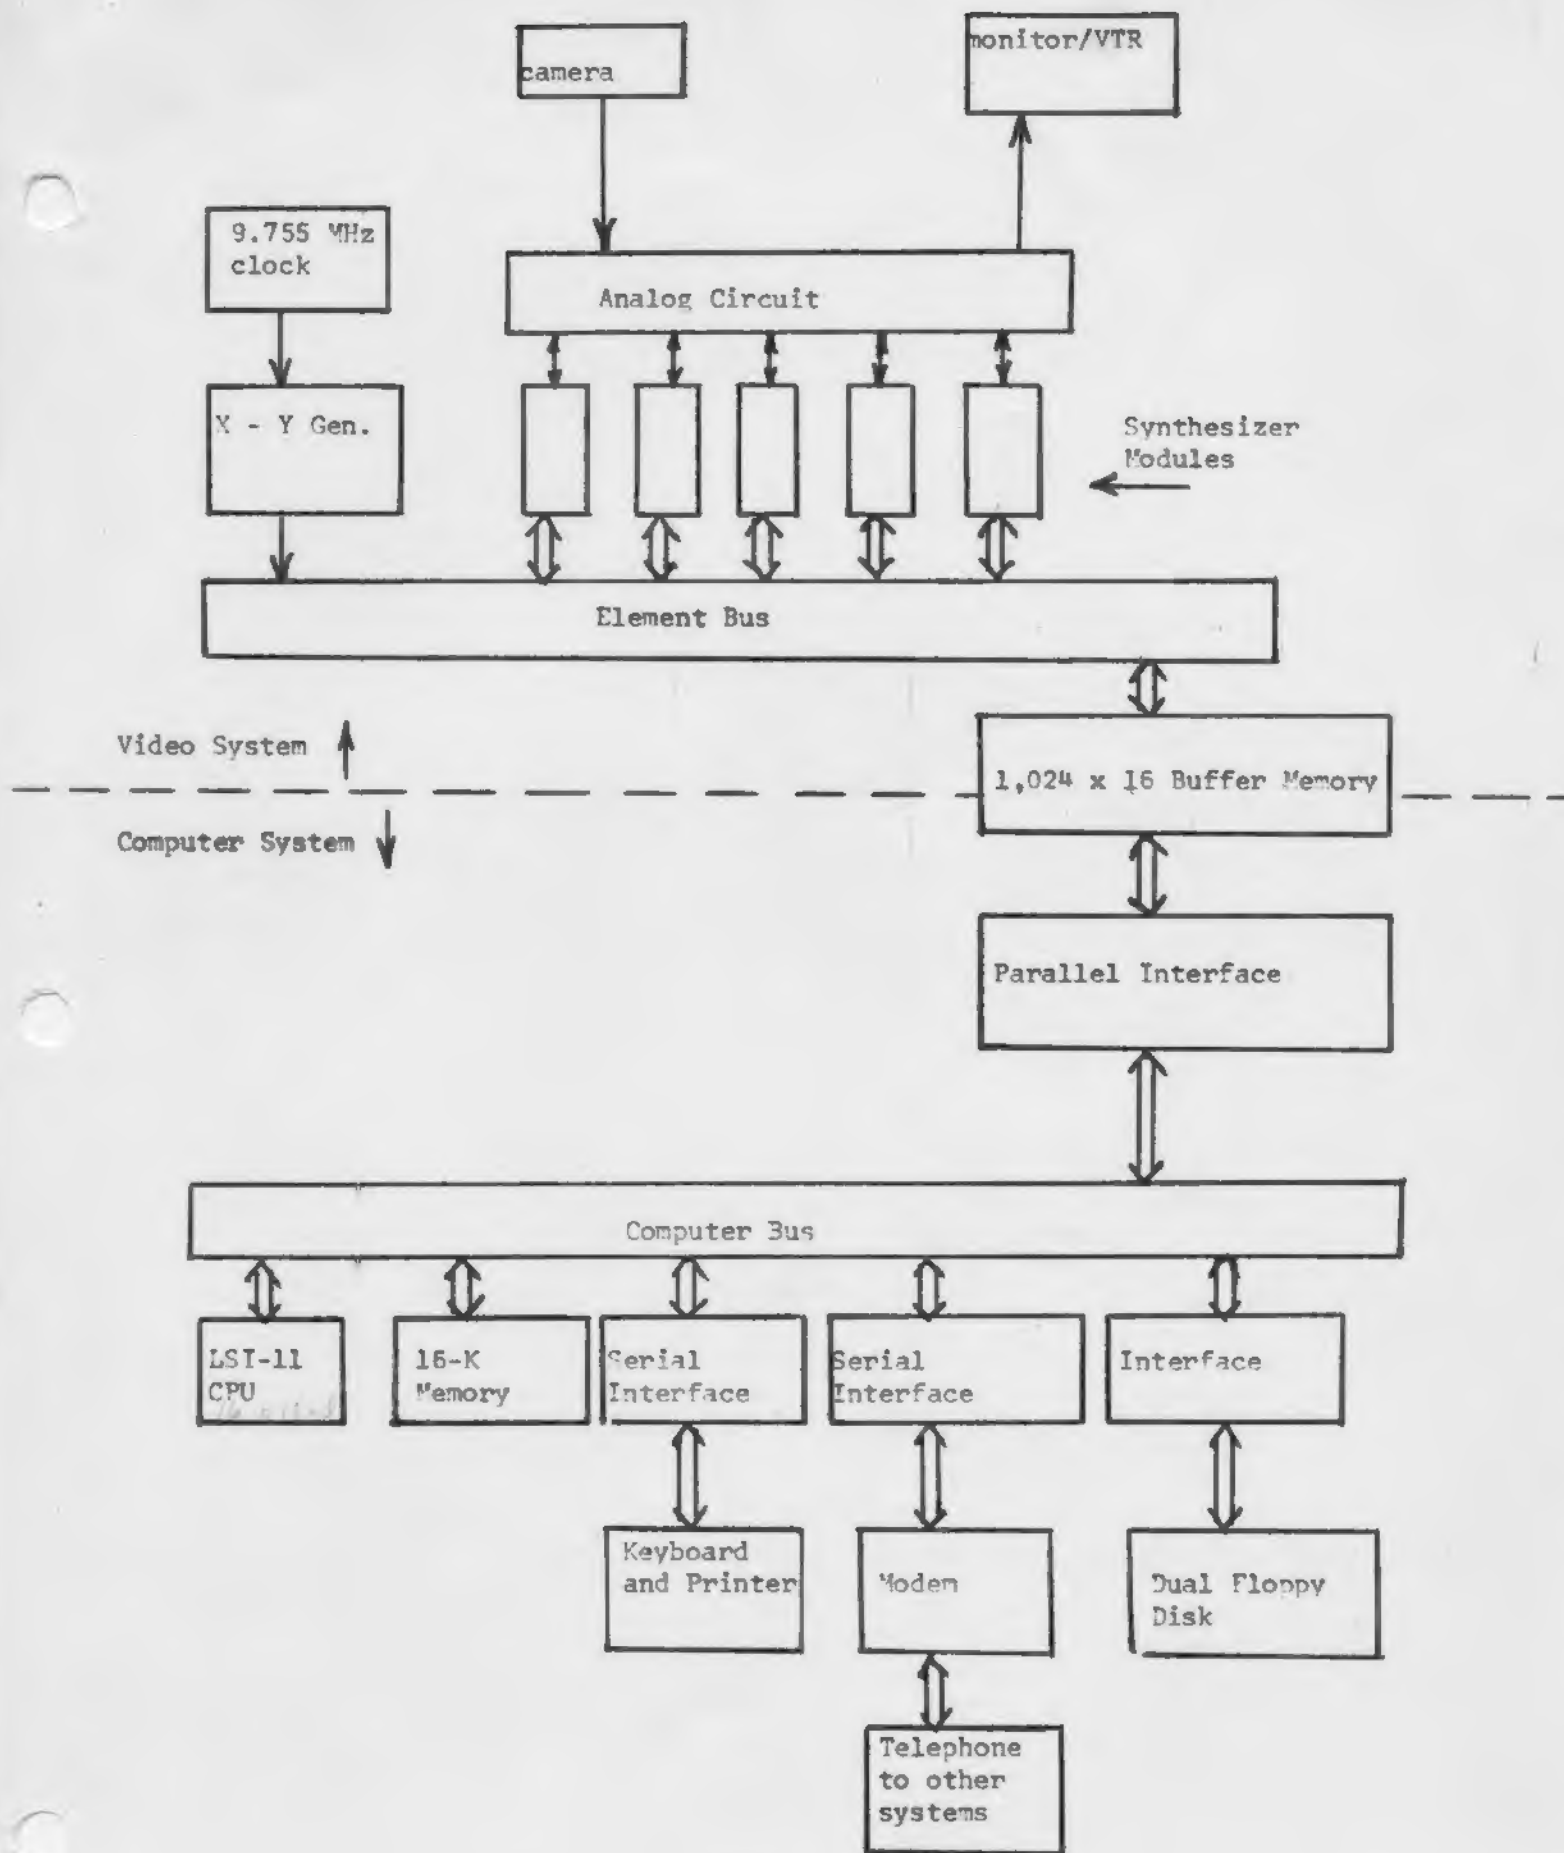 camera
monitor/VTR
9.755 MHz
clock
Analog Circuit
X - Y Gen.
Synthesizer
Modules
Element Bus
Video System
1,024 x 16 Buffer Memory
Computer System
Parallel Interface
Computer Bus
LSI-11
CPU
16-K
Memory
Serial
Interface
Serial
Interface
Interface
Keyboard
and Printer
Modem
Dual Floppy
Disk
Telephone
to other
systems